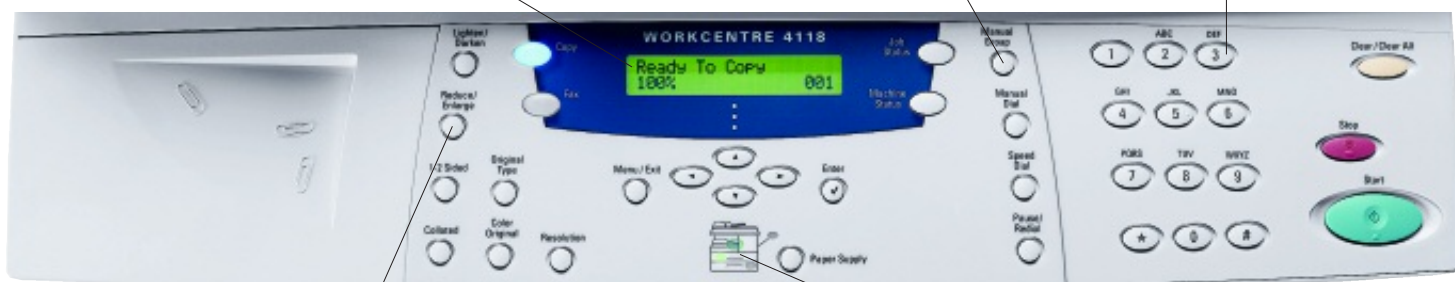 WORKCENTRE 4118
Ready To Copy
100% 001
Copy
Fax
Job
Status
Machine
Status
Lighten/
Darken
Reduce/
Enlarge
1-2 Sided
Original
Type
Collated
Color
Original
Resolution
Menu/Exit
Enter
Paper Supply
Manual
Group
Manual
Dial
Speed
Dial
Pause/
Redial
ABC
DEF
1
2
3
GHI
JKL
MNO
4
5
6
PQRS
TUV
WXYZ
7
8
9
*
0
#
Clear/Clear All
Stop
Start